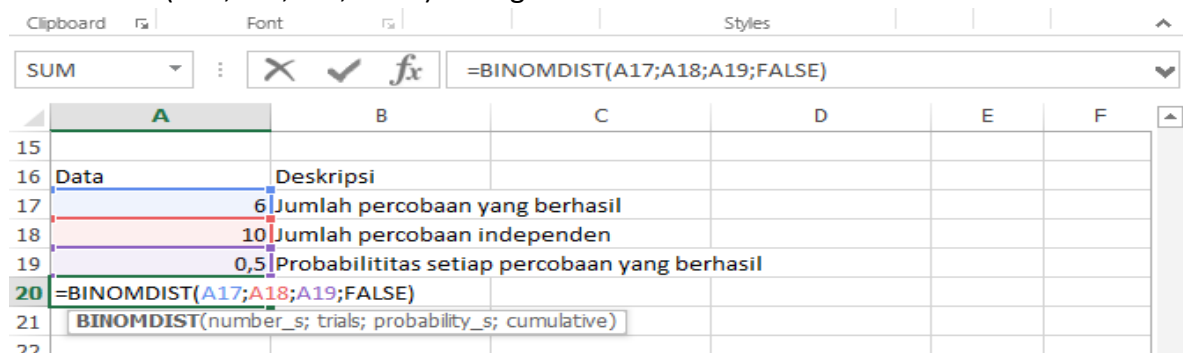 Clipboard Font Styles
SUM fx =BINOMDIST(A17;A18;A19;FALSE)
A B C D E F
15
16 Data Deskripsi
17 6 Jumlah percobaan yang berhasil
18 10 Jumlah percobaan independen
19 0,5 Probabilititas setiap percobaan yang berhasil
20 =BINOMDIST(A17;A18;A19;FALSE)
21 BINOMDIST(number_s; trials; probability_s; cumulative)
22